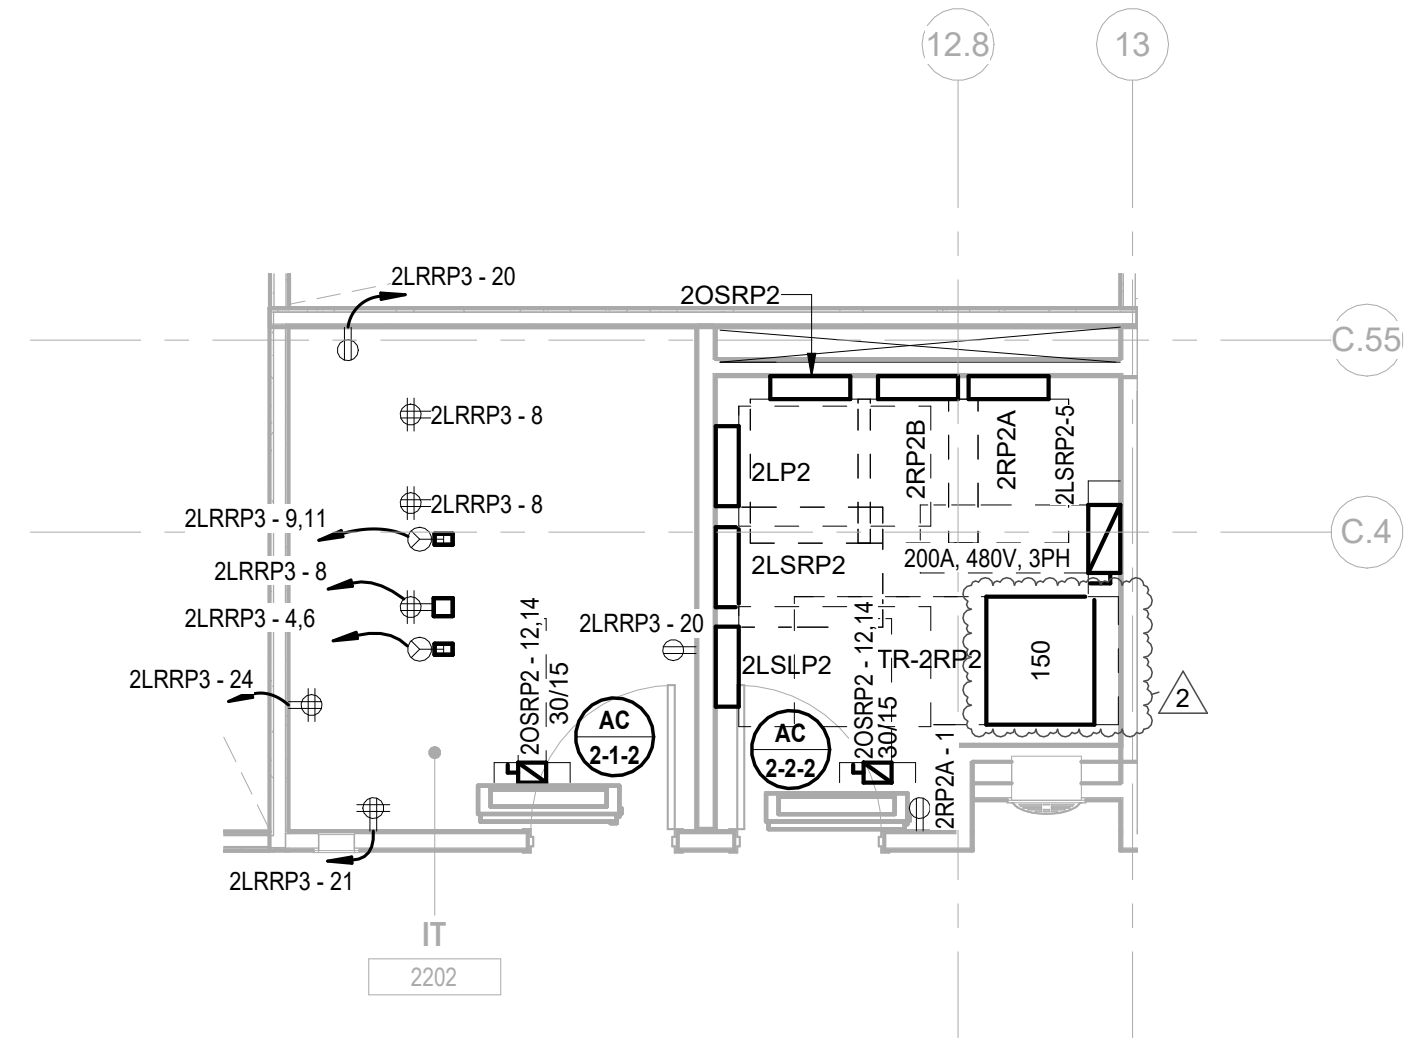 12.8
13
2LRRP3 - 20
2OSRP2
C.55
2LRRP3 - 8
2LP2
2RP2B
2RP2A
2LSRP2-5
2LRRP3 - 8
2LRRP3 - 9,11
C.4
200A, 480V, 3PH
2LSRP2
2LRRP3 - 8
2LRRP3 - 4,6
2LRRP3 - 20
2OSRP2 - 12,14
30/15
2LSLP2
2OSRP2 - 12,14
30/15
TR-2RP2
150
2
2LRRP3 - 24
AC
2-1-2
AC
2-2-2
2RP2A - 1
2LRRP3 - 21
IT
2202